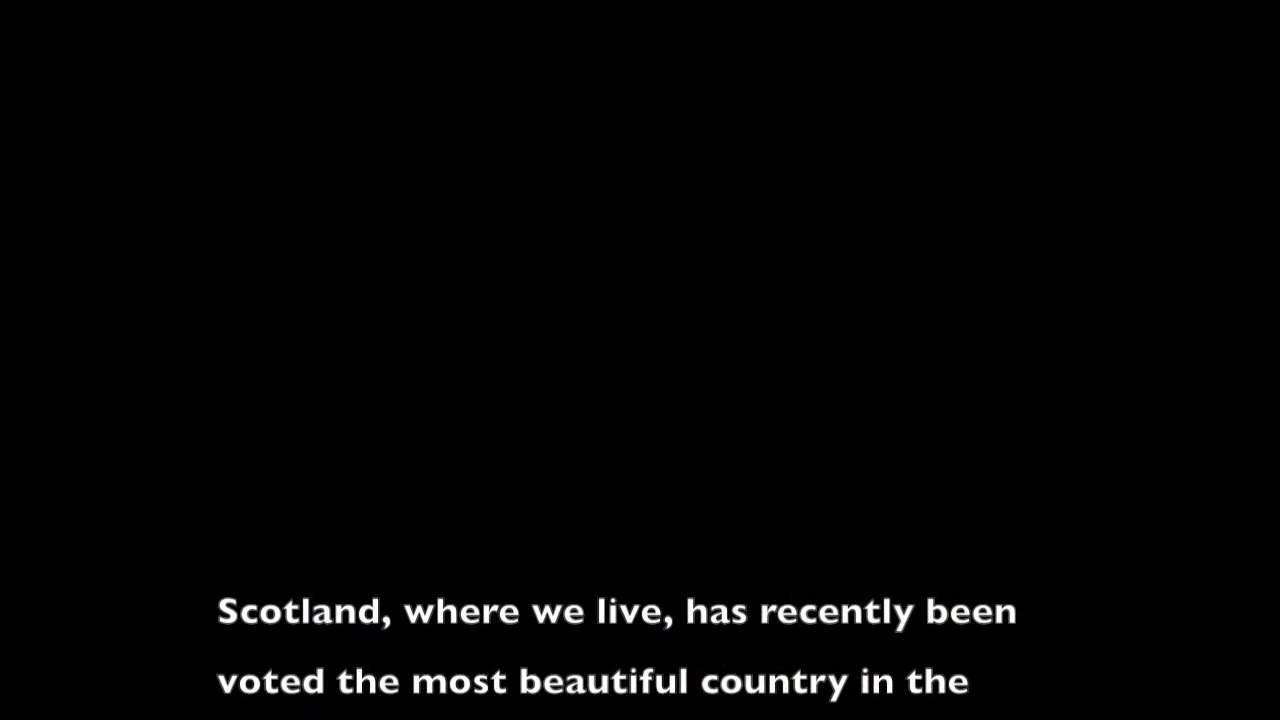 Scotland, where we live, has recently been
voted the most beautiful country in the